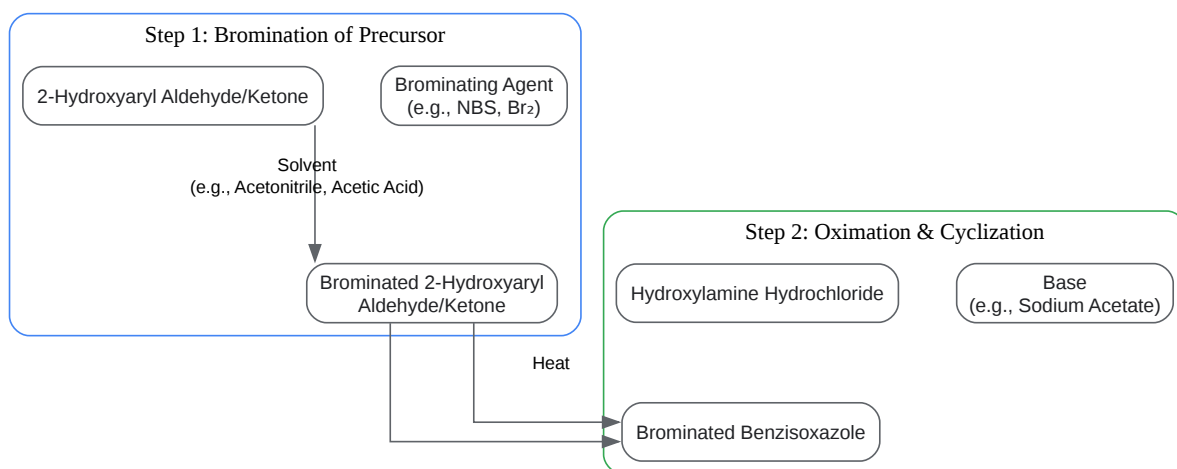 Step 1: Bromination of Precursor
2-Hydroxyaryl Aldehyde/Ketone
Brominating Agent
(e.g., NBS, Br₂)
Solvent
(e.g., Acetonitrile, Acetic Acid)
Brominated 2-Hydroxyaryl
Aldehyde/Ketone
Step 2: Oximation & Cyclization
Hydroxylamine Hydrochloride
Base
(e.g., Sodium Acetate)
Heat
Brominated Benzisoxazole